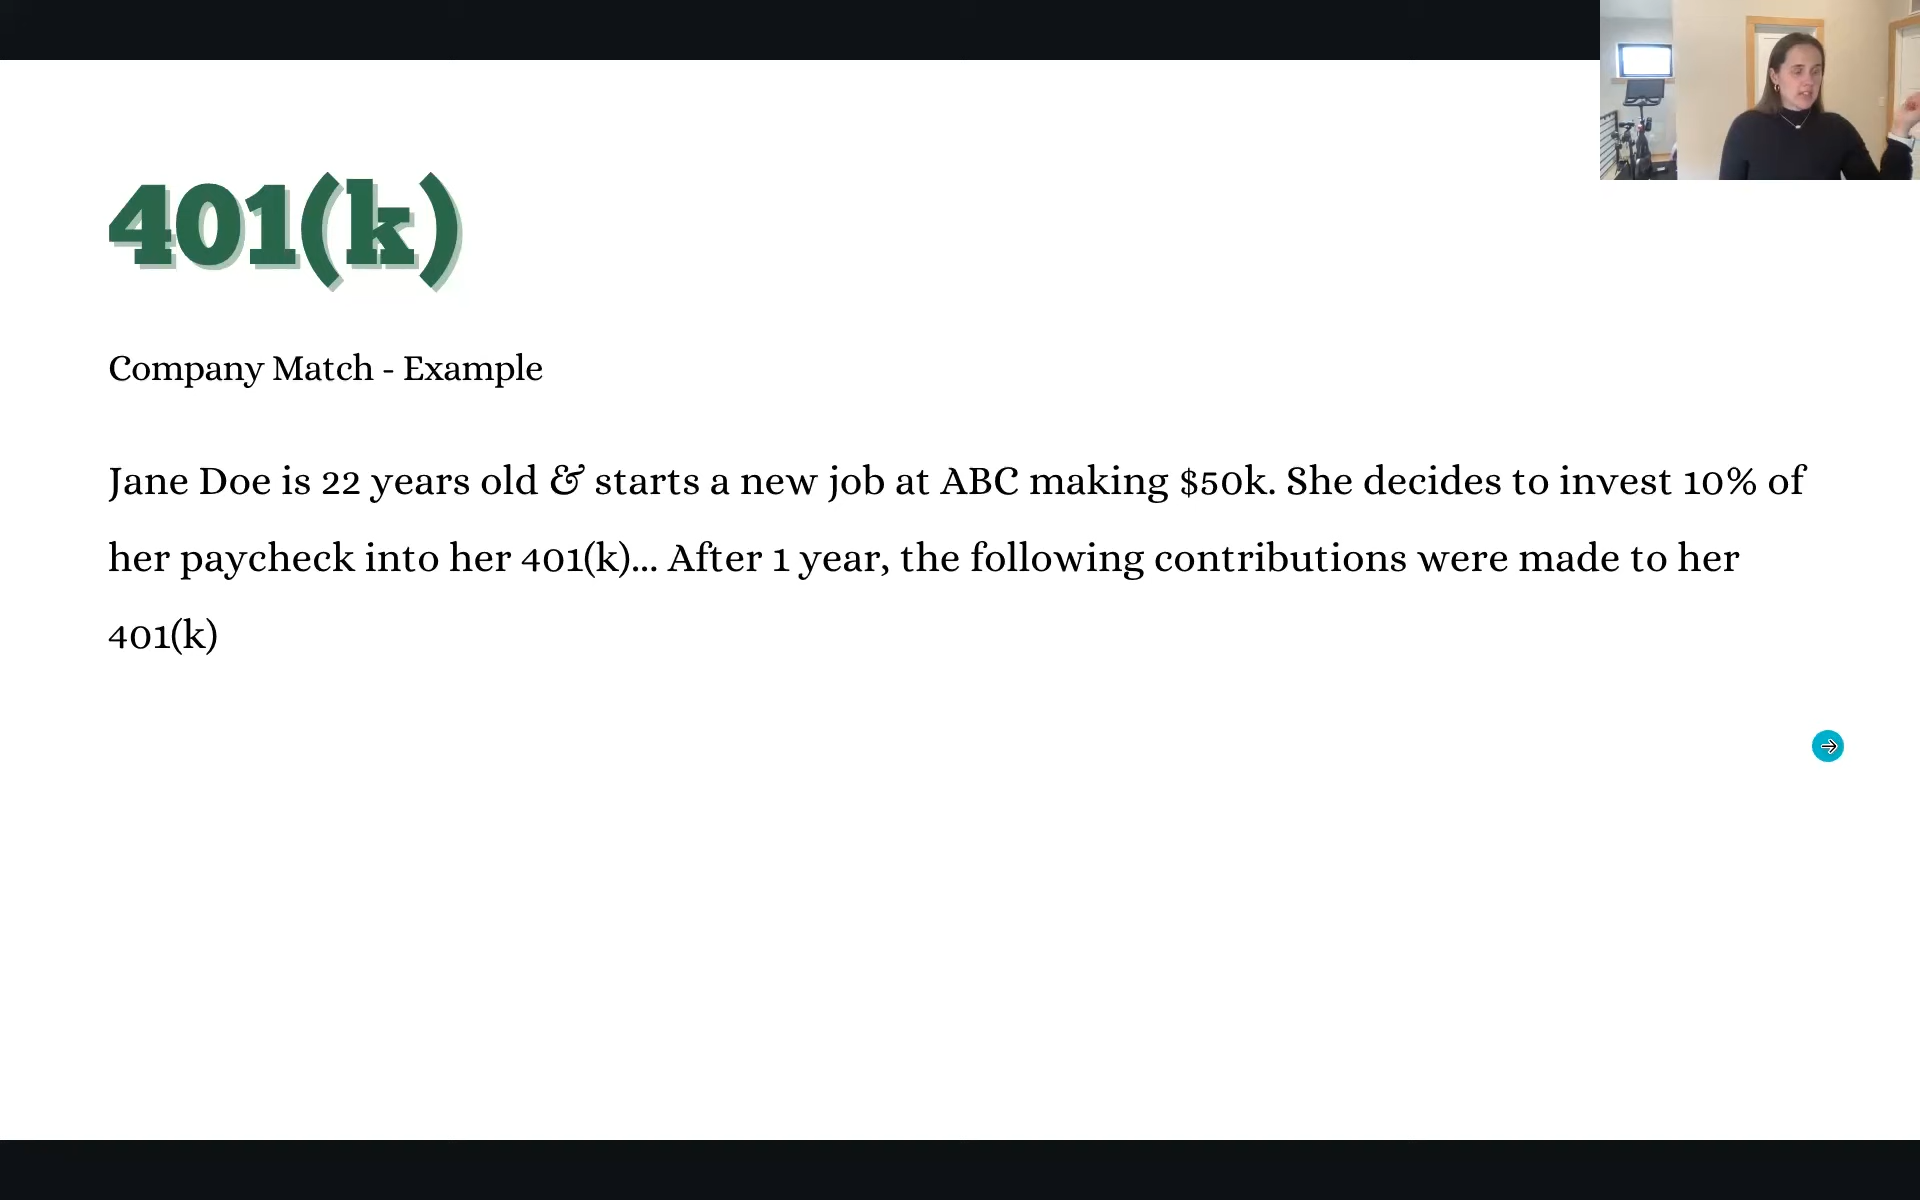 401(k)
Company Match - Example
Jane Doe is 22 years old & starts a new job at ABC making $50k. She decides to invest 10% of
her paycheck into her 401(k)... After 1 year, the following contributions were made to her
401(k)